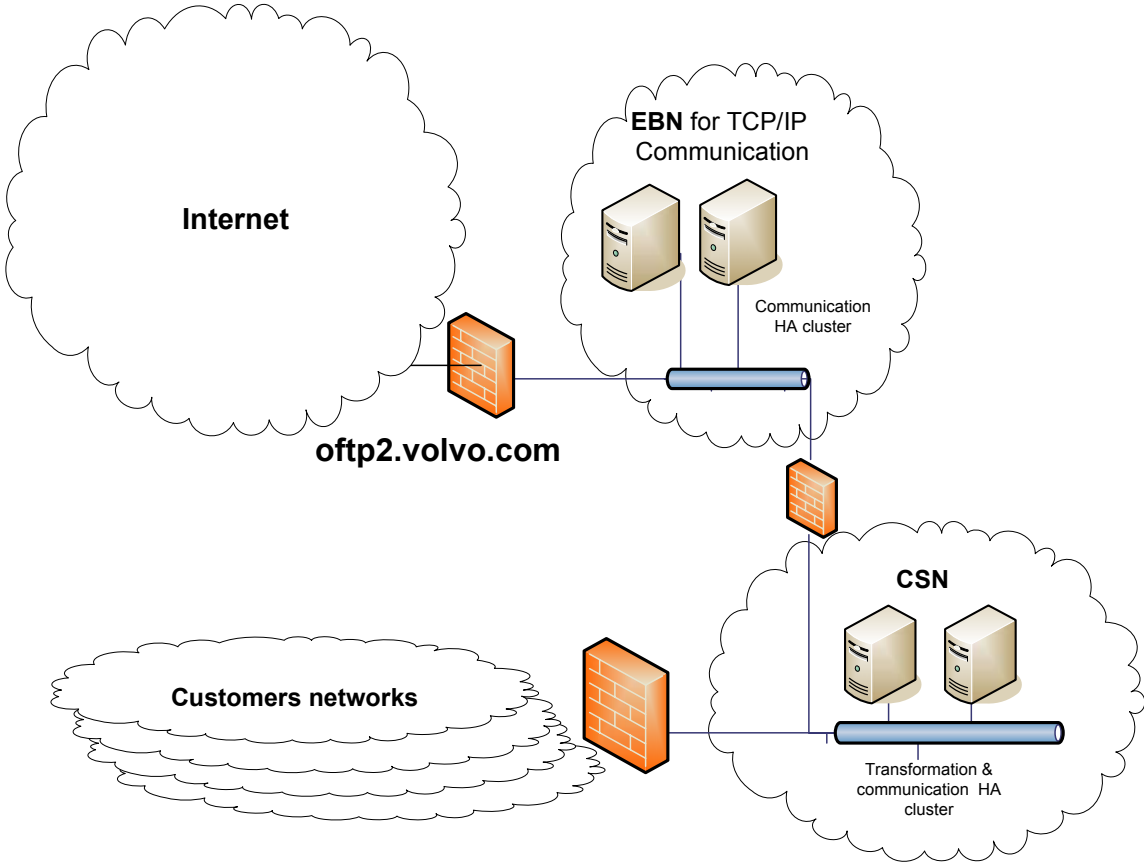 Internet
EBN for TCP/IP
Communication
Communication
HA cluster
oftp2.volvo.com
CSN
Customers networks
Transformation &
communication HA
cluster